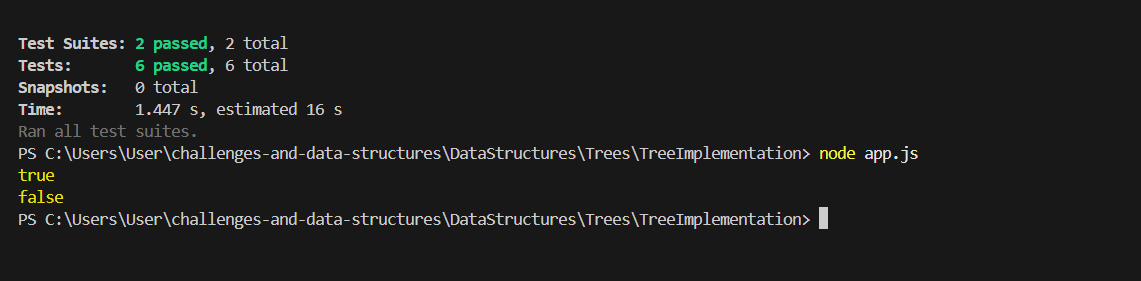 Test Suites: 2 passed, 2 total
Tests:       6 passed, 6 total
Snapshots:   0 total
Time:        1.447 s, estimated 16 s
Ran all test suites.
PS C:\Users\User\challenges-and-data-structures\DataStructures\Trees\TreeImplementation> node app.js
true
false
PS C:\Users\User\challenges-and-data-structures\DataStructures\Trees\TreeImplementation>